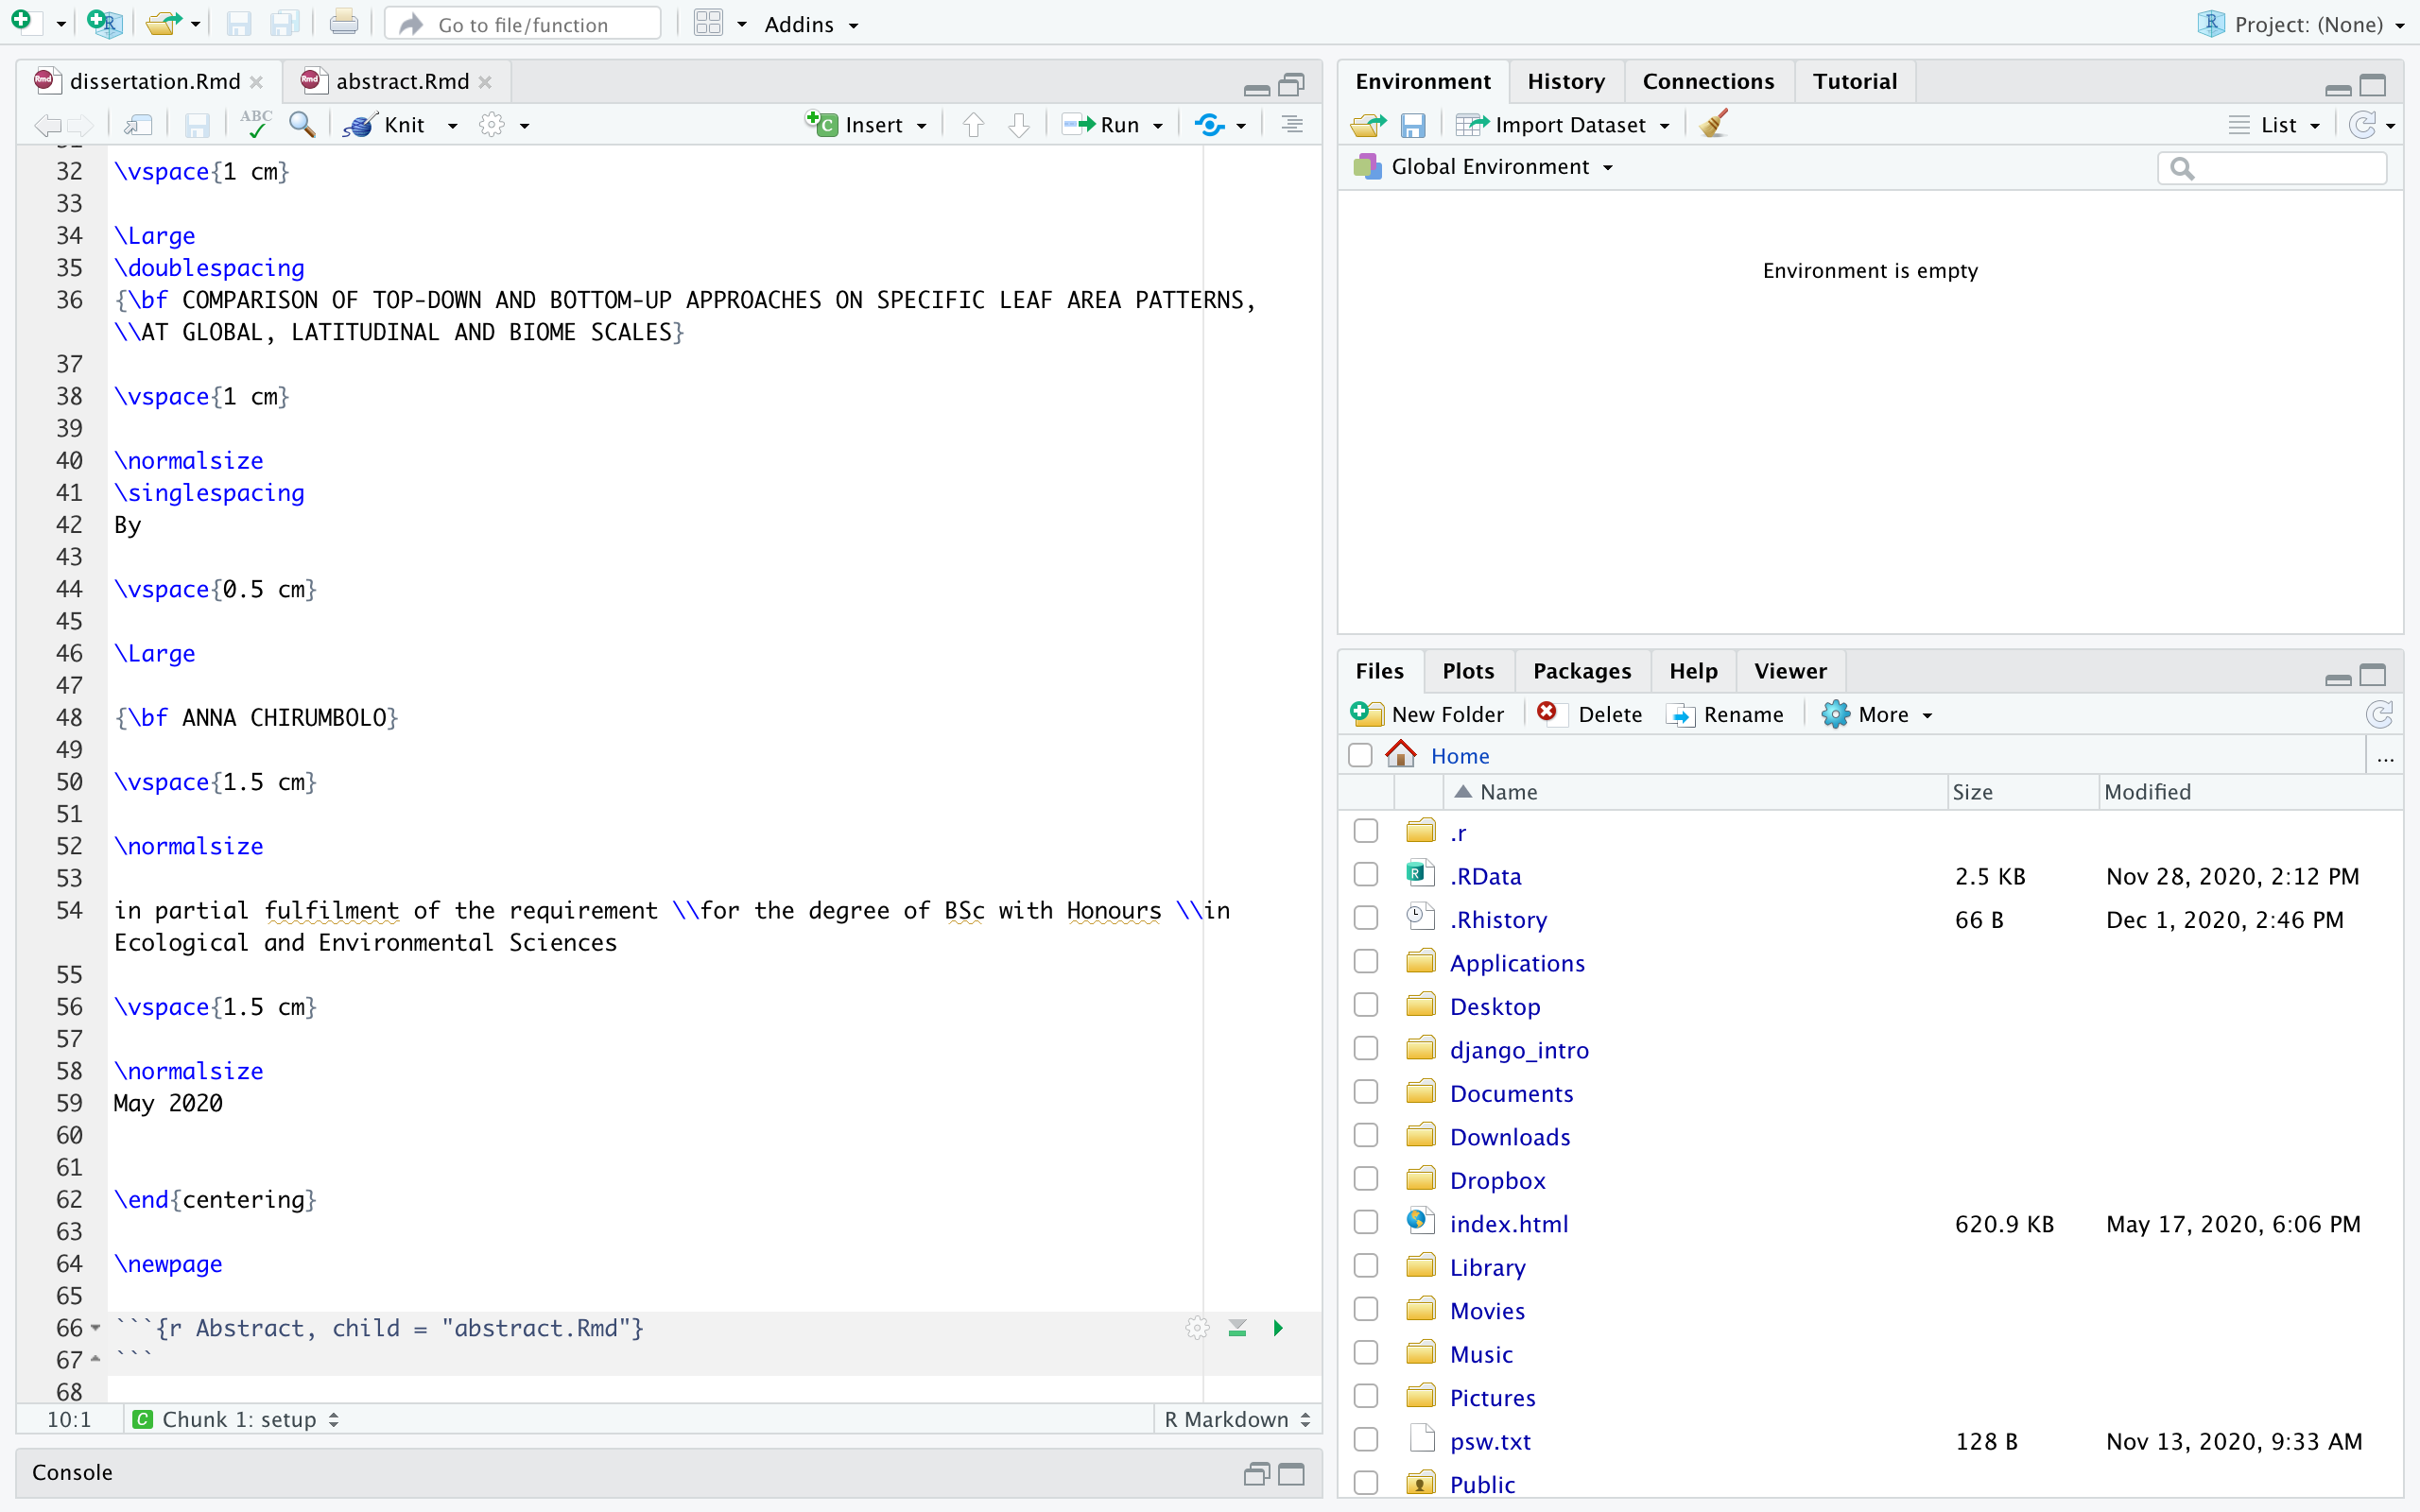 Go to file/function
Addins
Project: (None)
dissertation.Rmd
abstract.Rmd
ABC
Knit
Insert
Run
32 \vspace{1 cm}
33
34 \Large
35 \doublespacing
36 {\bf COMPARISON OF TOP-DOWN AND BOTTOM-UP APPROACHES ON SPECIFIC LEAF AREA PATTERNS,
\\AT GLOBAL, LATITUDINAL AND BIOME SCALES}
37
38 \vspace{1 cm}
39
40 \normalsize
41 \singlespacing
42 By
43
44 \vspace{0.5 cm}
45
46 \Large
47
48 {\bf ANNA CHIRUMBOLO}
49
50 \vspace{1.5 cm}
51
52 \normalsize
53
54 in partial fulfilment of the requirement \\for the degree of BSc with Honours \\in
Ecological and Environmental Sciences
55
56 \vspace{1.5 cm}
57
58 \normalsize
59 May 2020
60
61
62 \end{centering}
63
64 \newpage
65
66 ```{r Abstract, child = "abstract.Rmd"}
67 ```
68
10:1 C Chunk 1: setup R Markdown
Console
Environment History Connections Tutorial
Import Dataset List
Global Environment
Environment is empty
Files Plots Packages Help Viewer
New Folder Delete Rename More
Home ...
Name Size Modified
.r
.RData 2.5 KB Nov 28, 2020, 2:12 PM
.Rhistory 66 B Dec 1, 2020, 2:46 PM
Applications
Desktop
django_intro
Documents
Downloads
Dropbox
index.html 620.9 KB May 17, 2020, 6:06 PM
Library
Movies
Music
Pictures
psw.txt 128 B Nov 13, 2020, 9:33 AM
Public